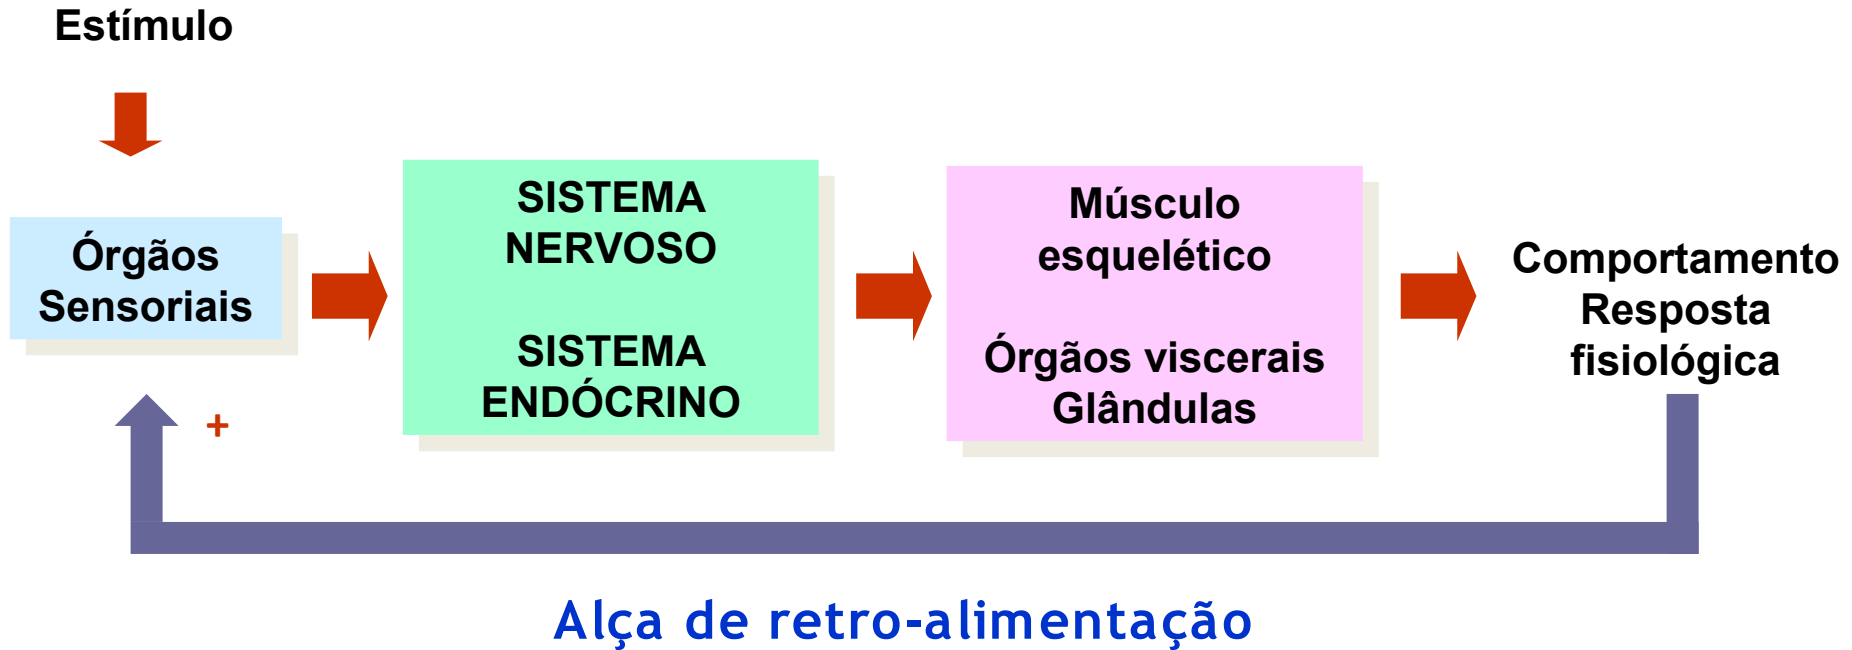 Estímulo
Órgãos
Sensoriais
+
SISTEMA
NERVOSO
SISTEMA
ENDÓCRINO
Músculo
esquelético
Órgãos viscerais
Glândulas
Comportamento
Resposta
fisiológica
Alça de retro-alimentação